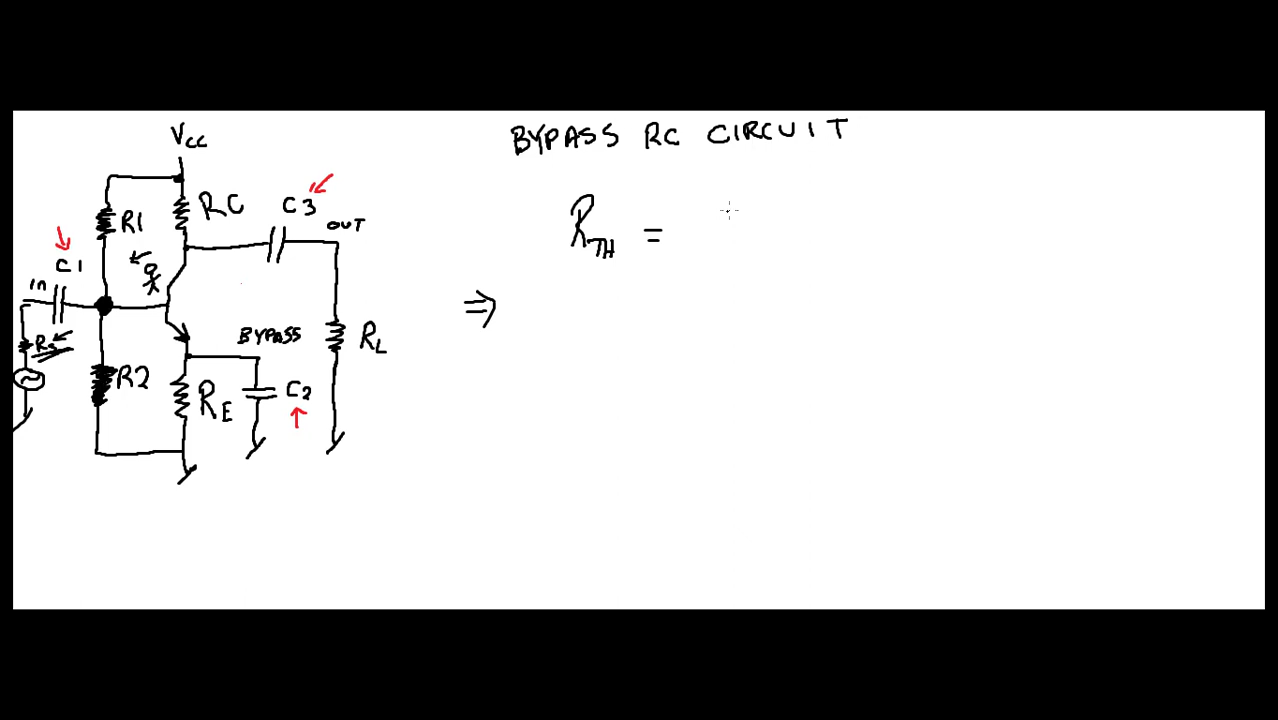 BYPASS RC CIRCUIT
VCC
RC
C3
OUT
R1
C1
in
RTH =
⇒
BYPASS
RL
RS
R2
RE
C2